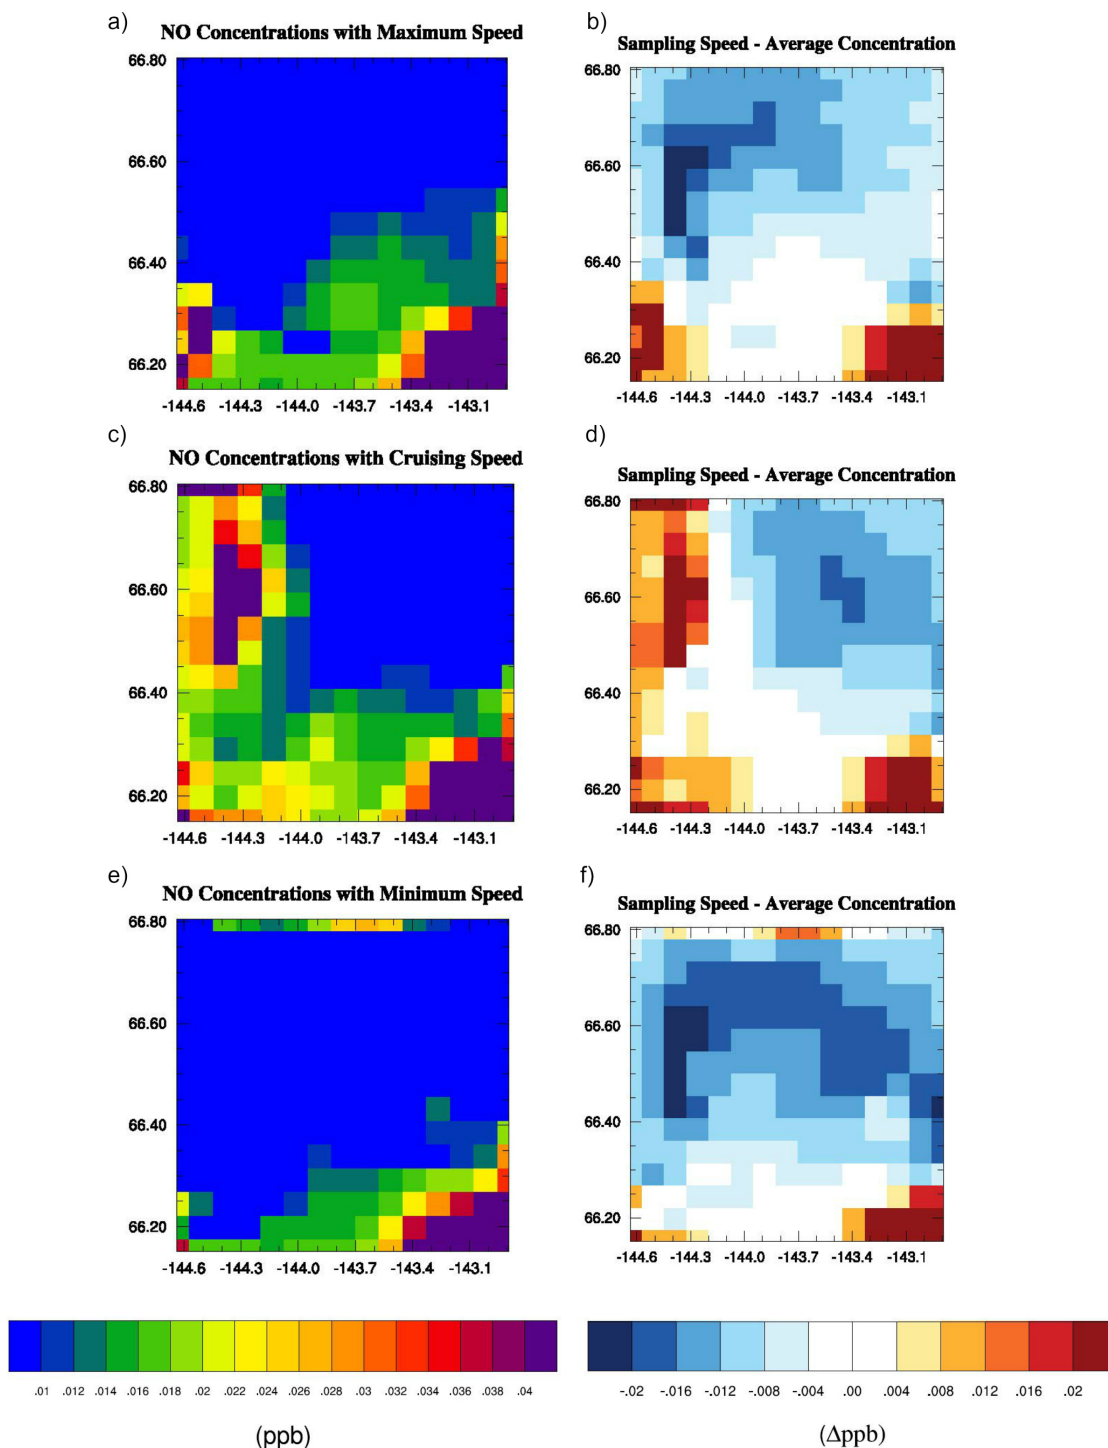 a)
NO Concentrations with Maximum Speed
66.80
66.60
66.40
66.20
-144.6 -144.3 -144.0 -143.7 -143.4 -143.1
b)
Sampling Speed - Average Concentration
66.80
66.60
66.40
66.20
-144.6 -144.3 -144.0 -143.7 -143.4 -143.1
c)
NO Concentrations with Cruising Speed
66.80
66.60
66.40
66.20
-144.6 -144.3 -144.0 -143.7 -143.4 -143.1
d)
Sampling Speed - Average Concentration
66.80
66.60
66.40
66.20
-144.6 -144.3 -144.0 -143.7 -143.4 -143.1
e)
NO Concentrations with Minimum Speed
66.80
66.60
66.40
66.20
-144.6 -144.3 -144.0 -143.7 -143.4 -143.1
f)
Sampling Speed - Average Concentration
66.80
66.60
66.40
66.20
-144.6 -144.3 -144.0 -143.7 -143.4 -143.1
.01 .012 .014 .016 .018 .02 .022 .024 .026 .028 .03 .032 .034 .036 .038 .04
(ppb)
-.02 -.016 -.012 -.008 -.004 .00 .004 .008 .012 .016 .02
(Δppb)